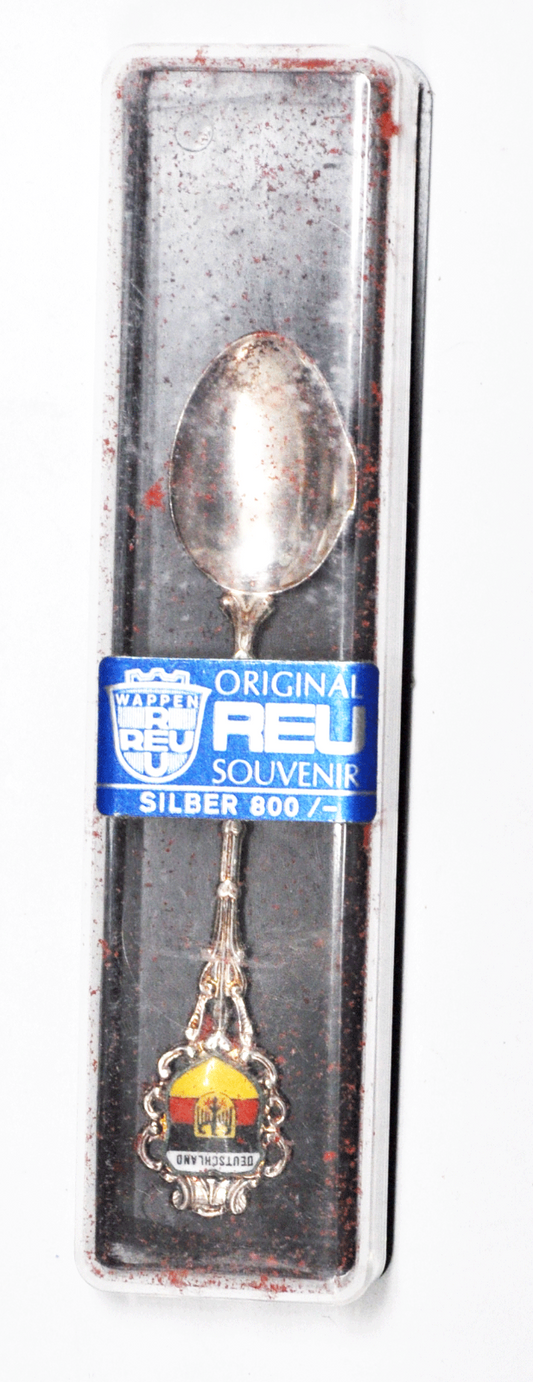 WAPPEN
R
REU
U
ORIGINAL
REU
SOUVENIR
SILBER 800 /-
DEUTSCHLAND